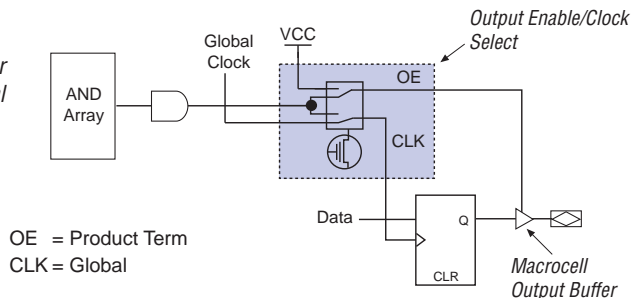 Output Enable/Clock
Select
VCC
Global
Clock
r
al
AND
Array
OE
CLK
Data
Q
CLR
OE = Product Term
CLK = Global
Macrocell
Output Buffer